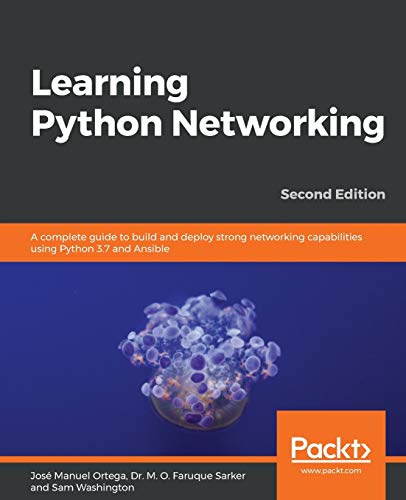 Learning
Python Networking
Second Edition
A complete guide to build and deploy strong networking capabilities
using Python 3.7 and Ansible
José Manuel Ortega, Dr. M. O. Faruque Sarker
and Sam Washington
Packt>
www.packt.com